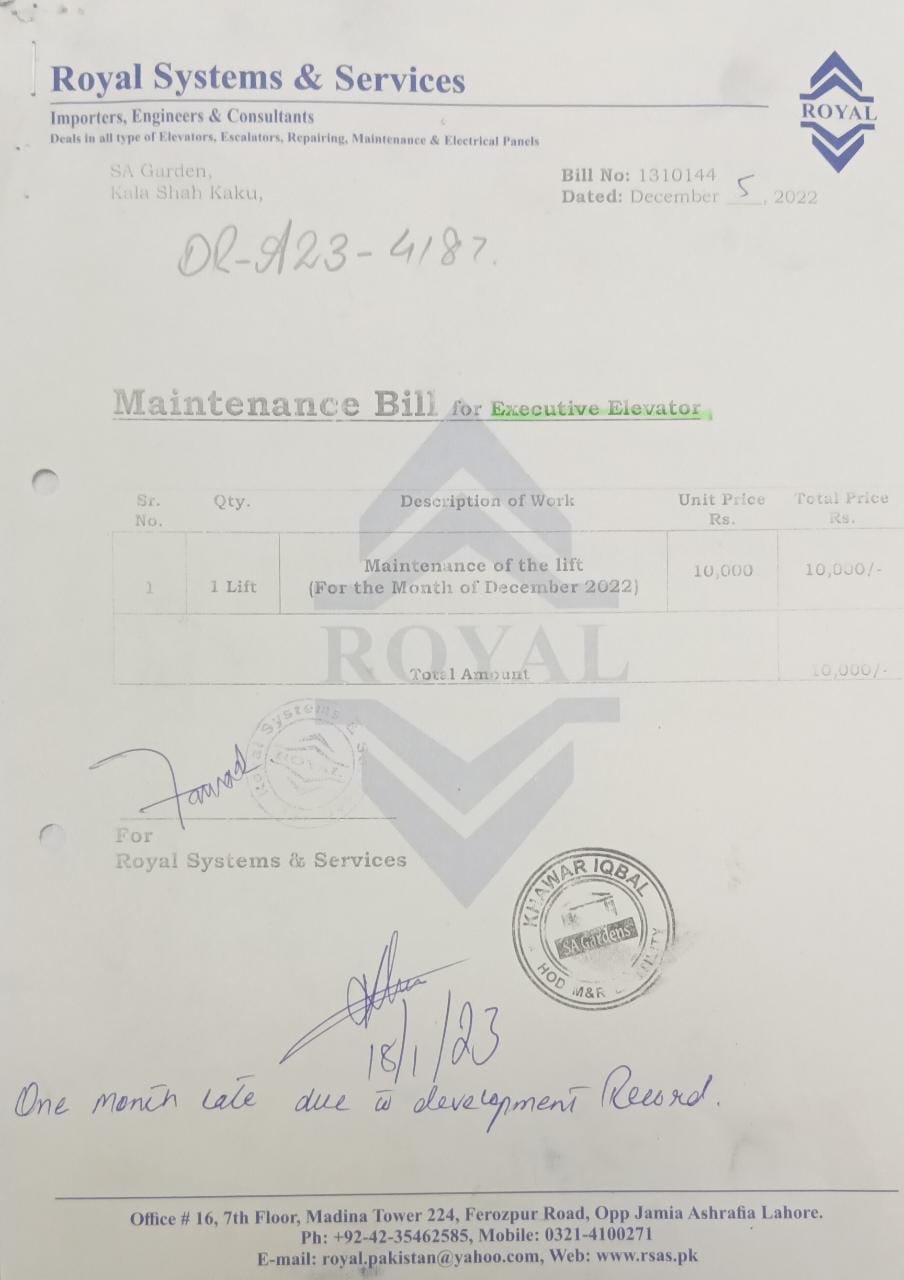 Royal Systems & Services
Importers, Engineers & Consultants
Deals in all type of Elevators, Escalators, Repairing, Maintenance & Electrical Panels
ROYAL
SA Garden,
Kala Shah Kaku,
Bill No: 1310144
Dated: December 5, 2022
DR-A23-4187.
Maintenance Bill for Executive Elevator
Sr. No. Qty. Description of Work Unit Price Rs. Total Price Rs.
1 1 Lift Maintenance of the lift (For the Month of December 2022) 10,000 10,000/-
ROYAL
Total Amount 10,000/-
Royal Systems &
ROYAL
Fawad
For
Royal Systems & Services
KHAWAR IQBAL
SA Gardens
HOD M&R
18/1/23
One month late due to development Record.
Office # 16, 7th Floor, Madina Tower 224, Ferozpur Road, Opp Jamia Ashrafia Lahore.
Ph: +92-42-35462585, Mobile: 0321-4100271
E-mail: royal.pakistan@yahoo.com, Web: www.rsas.pk